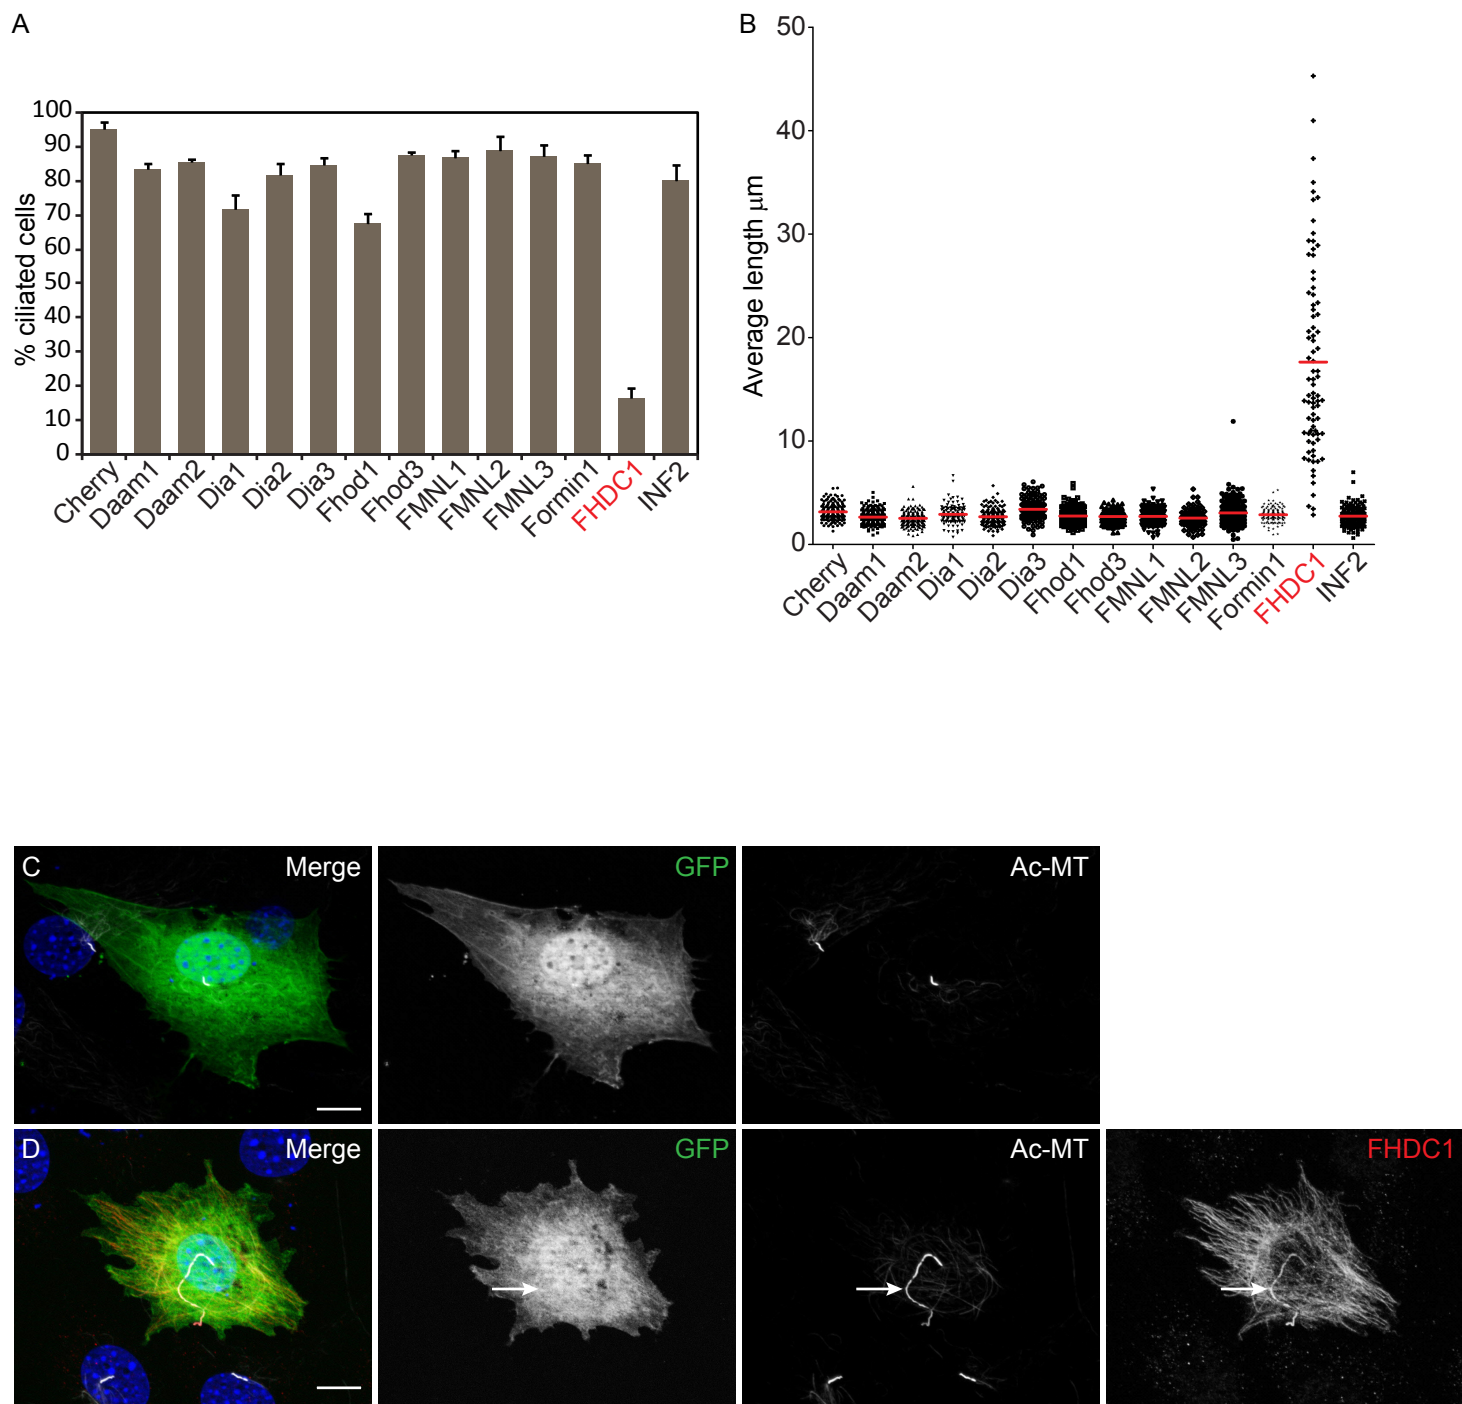 A
% ciliated cells
100
90
80
70
60
50
40
30
20
10
0
Cherry
Daam1
Daam2
Dia1
Dia2
Dia3
Fhod1
Fhod3
FMNL1
FMNL2
FMNL3
Formin1
FHDC1
INF2
B
Average length μm
50
40
30
20
10
0
Cherry
Daam1
Daam2
Dia1
Dia2
Dia3
Fhod1
Fhod3
FMNL1
FMNL2
FMNL3
Formin1
FHDC1
INF2
C
Merge
GFP
Ac-MT
D
Merge
GFP
Ac-MT
FHDC1